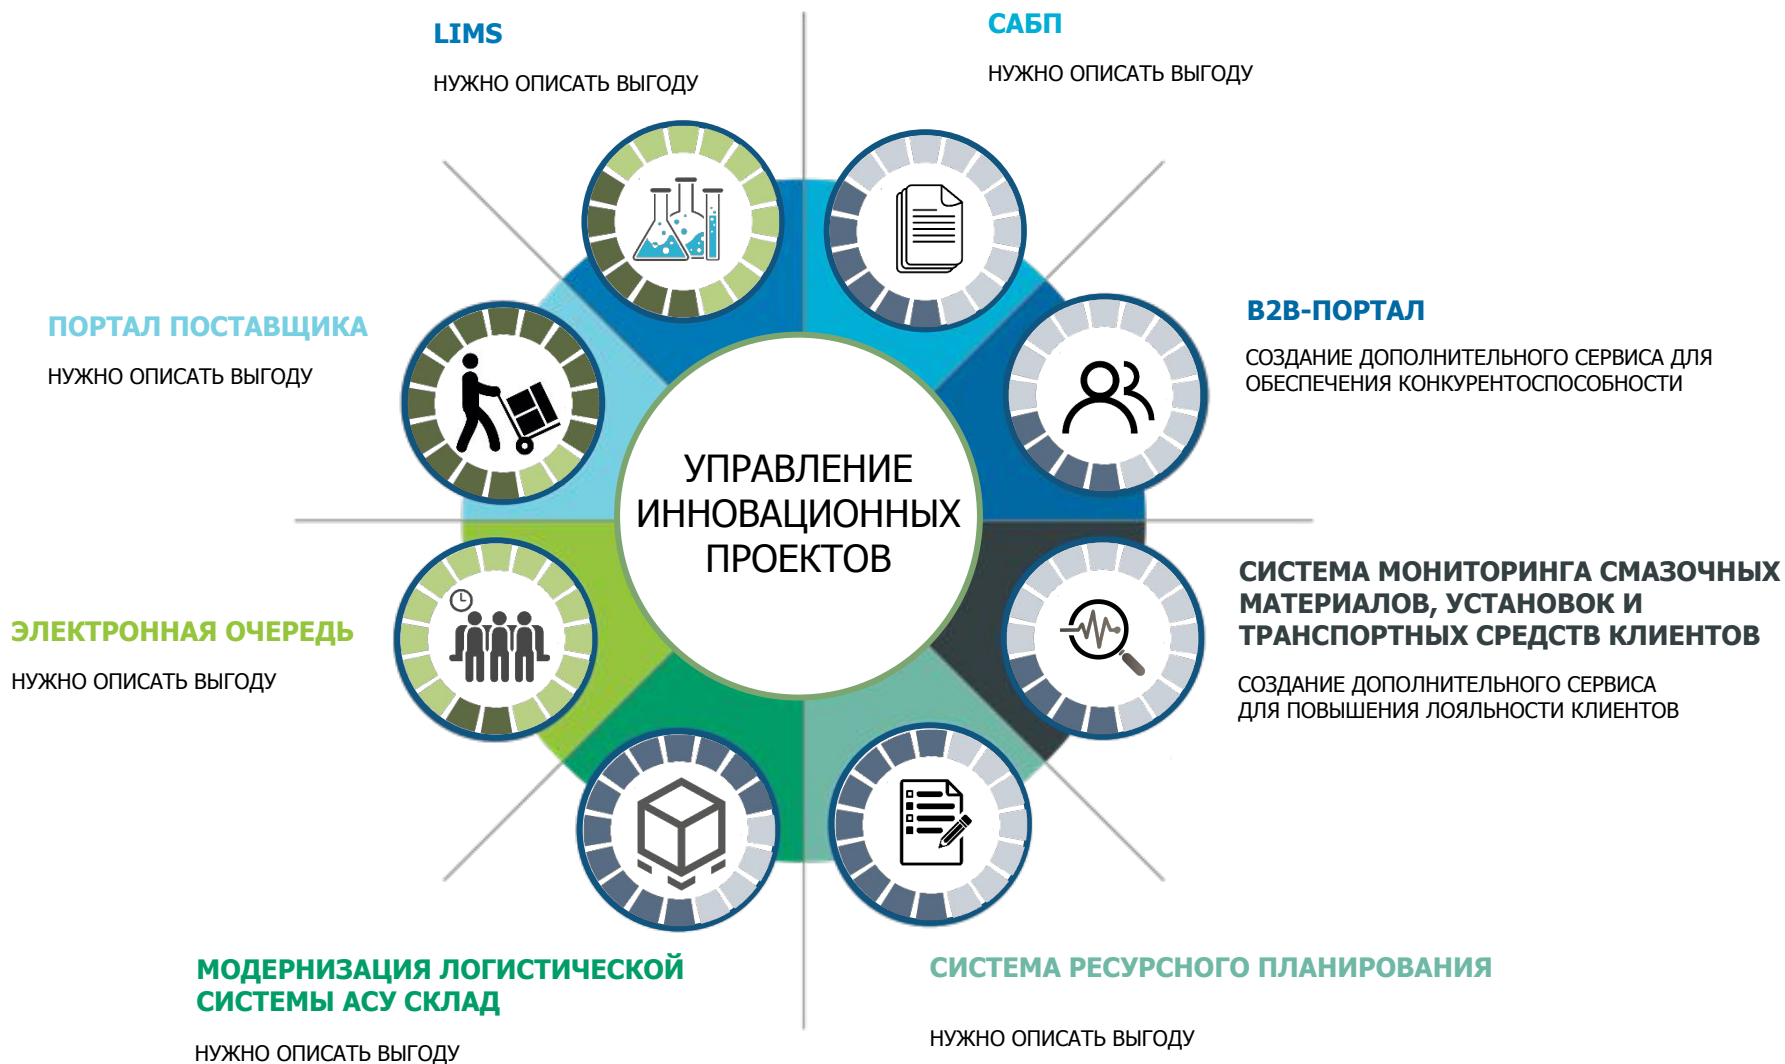 LIMS
НУЖНО ОПИСАТЬ ВЫГОДУ
САБП
НУЖНО ОПИСАТЬ ВЫГОДУ
ПОРТАЛ ПОСТАВЩИКА
НУЖНО ОПИСАТЬ ВЫГОДУ
B2B-ПОРТАЛ
СОЗДАНИЕ ДОПОЛНИТЕЛЬНОГО СЕРВИСА ДЛЯ
ОБЕСПЕЧЕНИЯ КОНКУРЕНТОСПОСОБНОСТИ
УПРАВЛЕНИЕ
ИННОВАЦИОННЫХ
ПРОЕКТОВ
ЭЛЕКТРОННАЯ ОЧЕРЕДЬ
НУЖНО ОПИСАТЬ ВЫГОДУ
СИСТЕМА МОНИТОРИНГА СМАЗОЧНЫХ
МАТЕРИАЛОВ, УСТАНОВОК И
ТРАНСПОРТНЫХ СРЕДСТВ КЛИЕНТОВ
СОЗДАНИЕ ДОПОЛНИТЕЛЬНОГО СЕРВИСА
ДЛЯ ПОВЫШЕНИЯ ЛОЯЛЬНОСТИ КЛИЕНТОВ
МОДЕРНИЗАЦИЯ ЛОГИСТИЧЕСКОЙ
СИСТЕМЫ АСУ СКЛАД
НУЖНО ОПИСАТЬ ВЫГОДУ
СИСТЕМА РЕСУРСНОГО ПЛАНИРОВАНИЯ
НУЖНО ОПИСАТЬ ВЫГОДУ